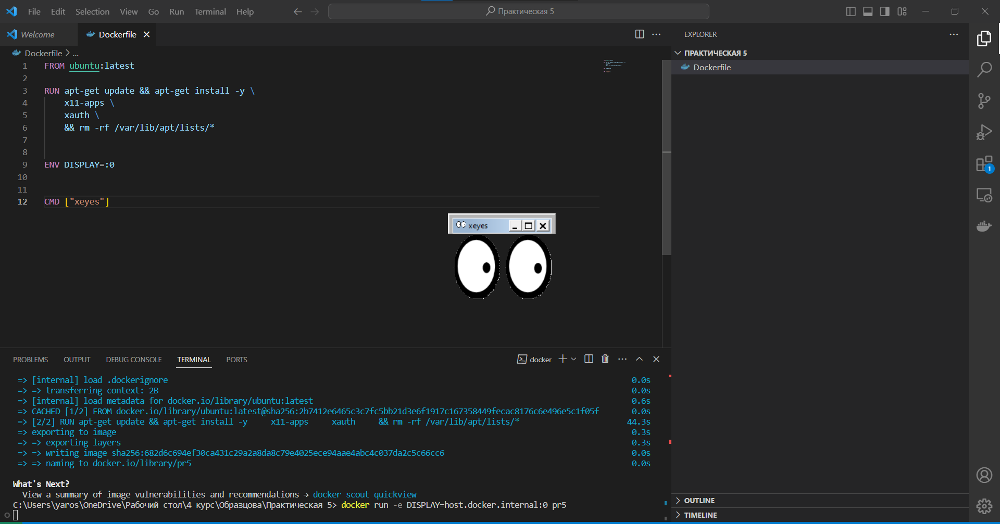 File Edit Selection View Go Run Terminal Help
Практическая 5
Welcome
Dockerfile
Dockerfile > ...
1 FROM ubuntu:latest
2
3 RUN apt-get update && apt-get install -y \
4 x11-apps \
5 xauth \
6 && rm -rf /var/lib/apt/lists/*
7
8
9 ENV DISPLAY=:0
10
11
12 CMD ["xeyes"]
xeyes
EXPLORER
ПРАКТИЧЕСКАЯ 5
Dockerfile
1
PROBLEMS OUTPUT DEBUG CONSOLE TERMINAL PORTS
docker
=> [internal] load .dockerignore 0.0s
=> => transferring context: 2B 0.0s
=> [internal] load metadata for docker.io/library/ubuntu:latest 0.6s
=> CACHED [1/2] FROM docker.io/library/ubuntu:latest@sha256:2b7412e6465c3c7fc5bb21d3e6f1917c167358449fecac8176c6e496e5c1f05f 0.0s
=> [2/2] RUN apt-get update && apt-get install -y x11-apps xauth && rm -rf /var/lib/apt/lists/* 44.3s
=> exporting to image 0.3s
=> => exporting layers 0.3s
=> => writing image sha256:682d6c694ef30ca431c29a2a8da8c79e4025ece94aae4abc4c037da2c5c66cc6 0.0s
=> => naming to docker.io/library/pr5 0.0s
What's Next?
View a summary of image vulnerabilities and recommendations → docker scout quickview
C:\Users\yaros\OneDrive\Рабочий стол\4 курс\Образцова\Практическая 5> docker run -e DISPLAY=host.docker.internal:0 pr5
OUTLINE
TIMELINE